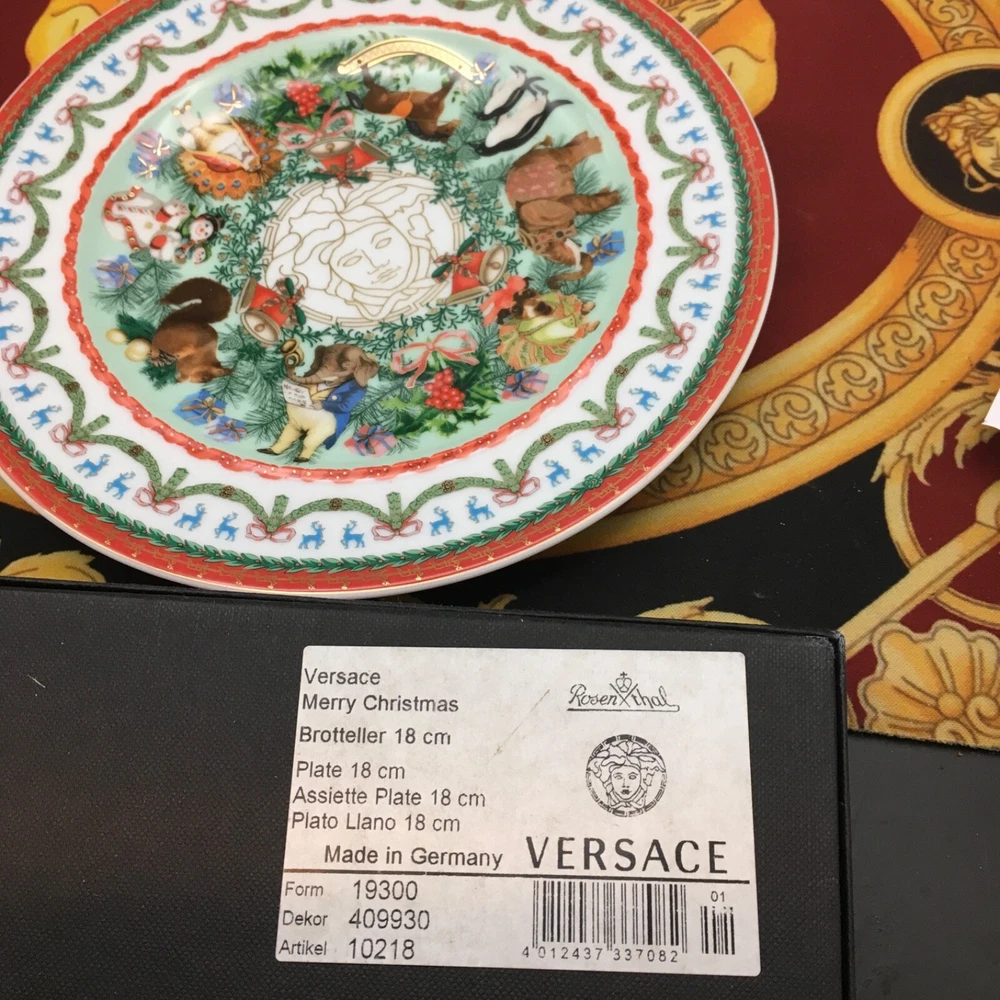 Versace
Merry Christmas
Brotteller 18 cm
Plate 18 cm
Assiette Plate 18 cm
Plato Llano 18 cm
Made in Germany
Rosenthal
VERSACE
Form 19300
Dekor 409930
Artikel 10218
4 012437 337082
01